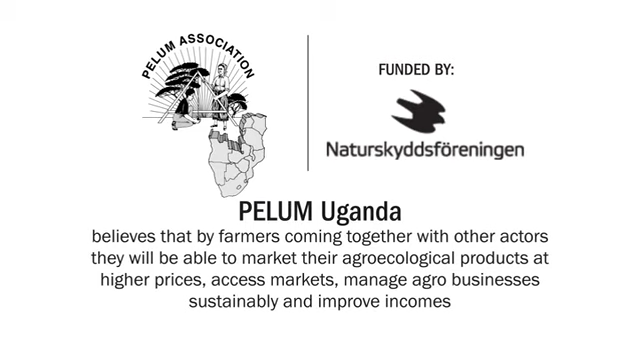 PELUM ASSOCIATION
FUNDED BY:
Naturskyddsföreningen
PELUM Uganda
believes that by farmers coming together with other actors
they will be able to market their agroecological products at
higher prices, access markets, manage agro businesses
sustainably and improve incomes